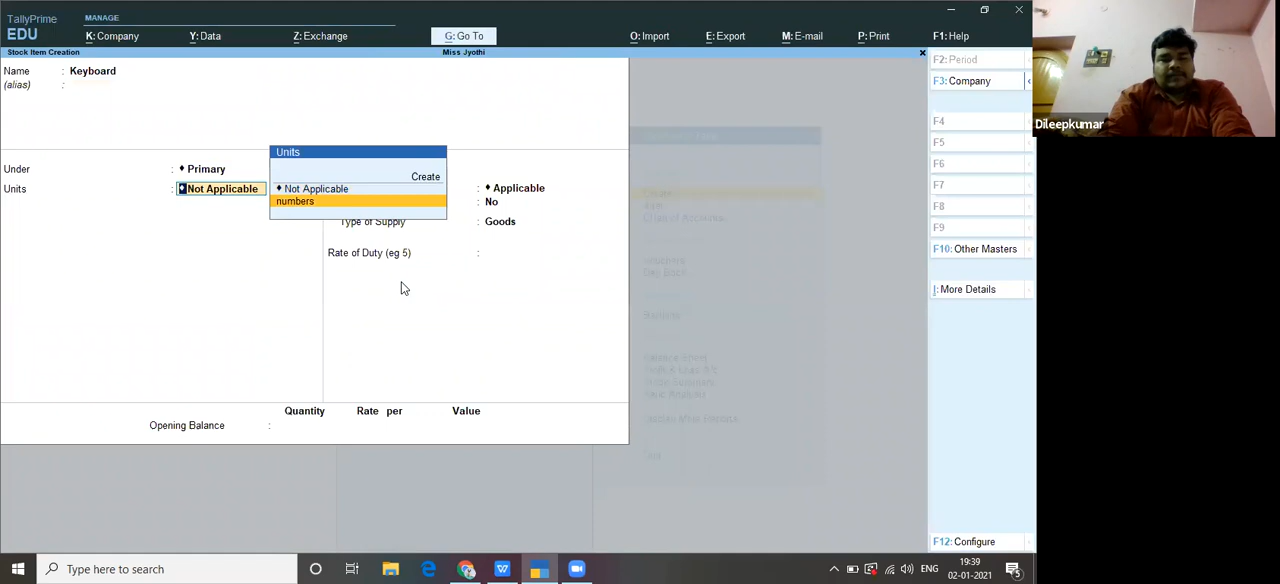 TallyPrime
EDU
MANAGE
K: Company
Y: Data
Z: Exchange
G: Go To
O: Import
E: Export
M: E-mail
P: Print
F1: Help
Stock Item Creation
Miss Jyothi
Name : Keyboard
(alias) :
Under : ♦ Primary
Units : ♦ Not Applicable
Units
Create
♦ Not Applicable
numbers
: ♦ Applicable
: No
Type of Supply : Goods
Rate of Duty (eg 5) :
Quantity Rate per Value
Opening Balance :
F2: Period
F3: Company
F4
F5
F6
F7
F8
F9
F10: Other Masters
I: More Details
F12: Configure
Dileepkumar
Type here to search
ENG
19:39
02-01-2021
5